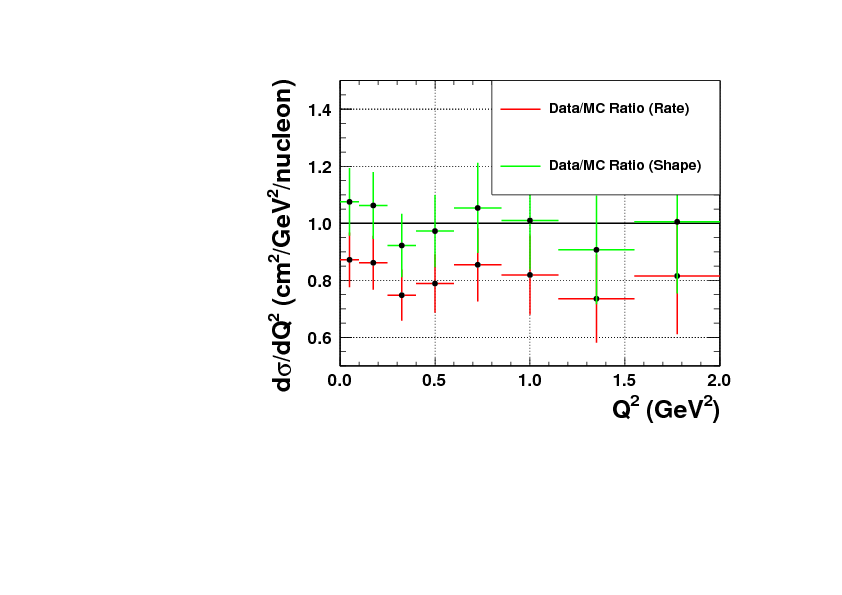 dσ/dQ² (cm²/GeV²/nucleon)
1.4
1.2
1.0
0.8
0.6
Data/MC Ratio (Rate)
Data/MC Ratio (Shape)
0.0 0.5 1.0 1.5 2.0
Q² (GeV²)